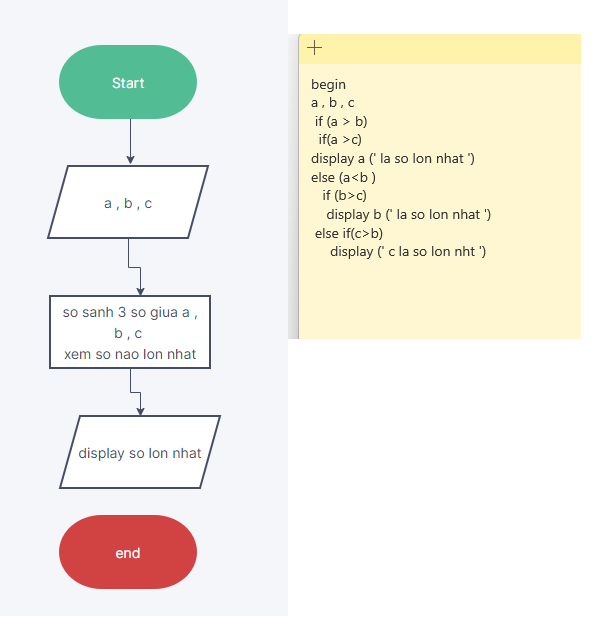 Start
a , b , c
so sanh 3 so giua a ,
b , c
xem so nao lon nhat
display so lon nhat
end
begin
a , b , c
if (a > b)
if(a >c)
display a (' la so lon nhat ')
else (a<b )
if (b>c)
display b (' la so lon nhat ')
else if(c>b)
display (' c la so lon nht ')